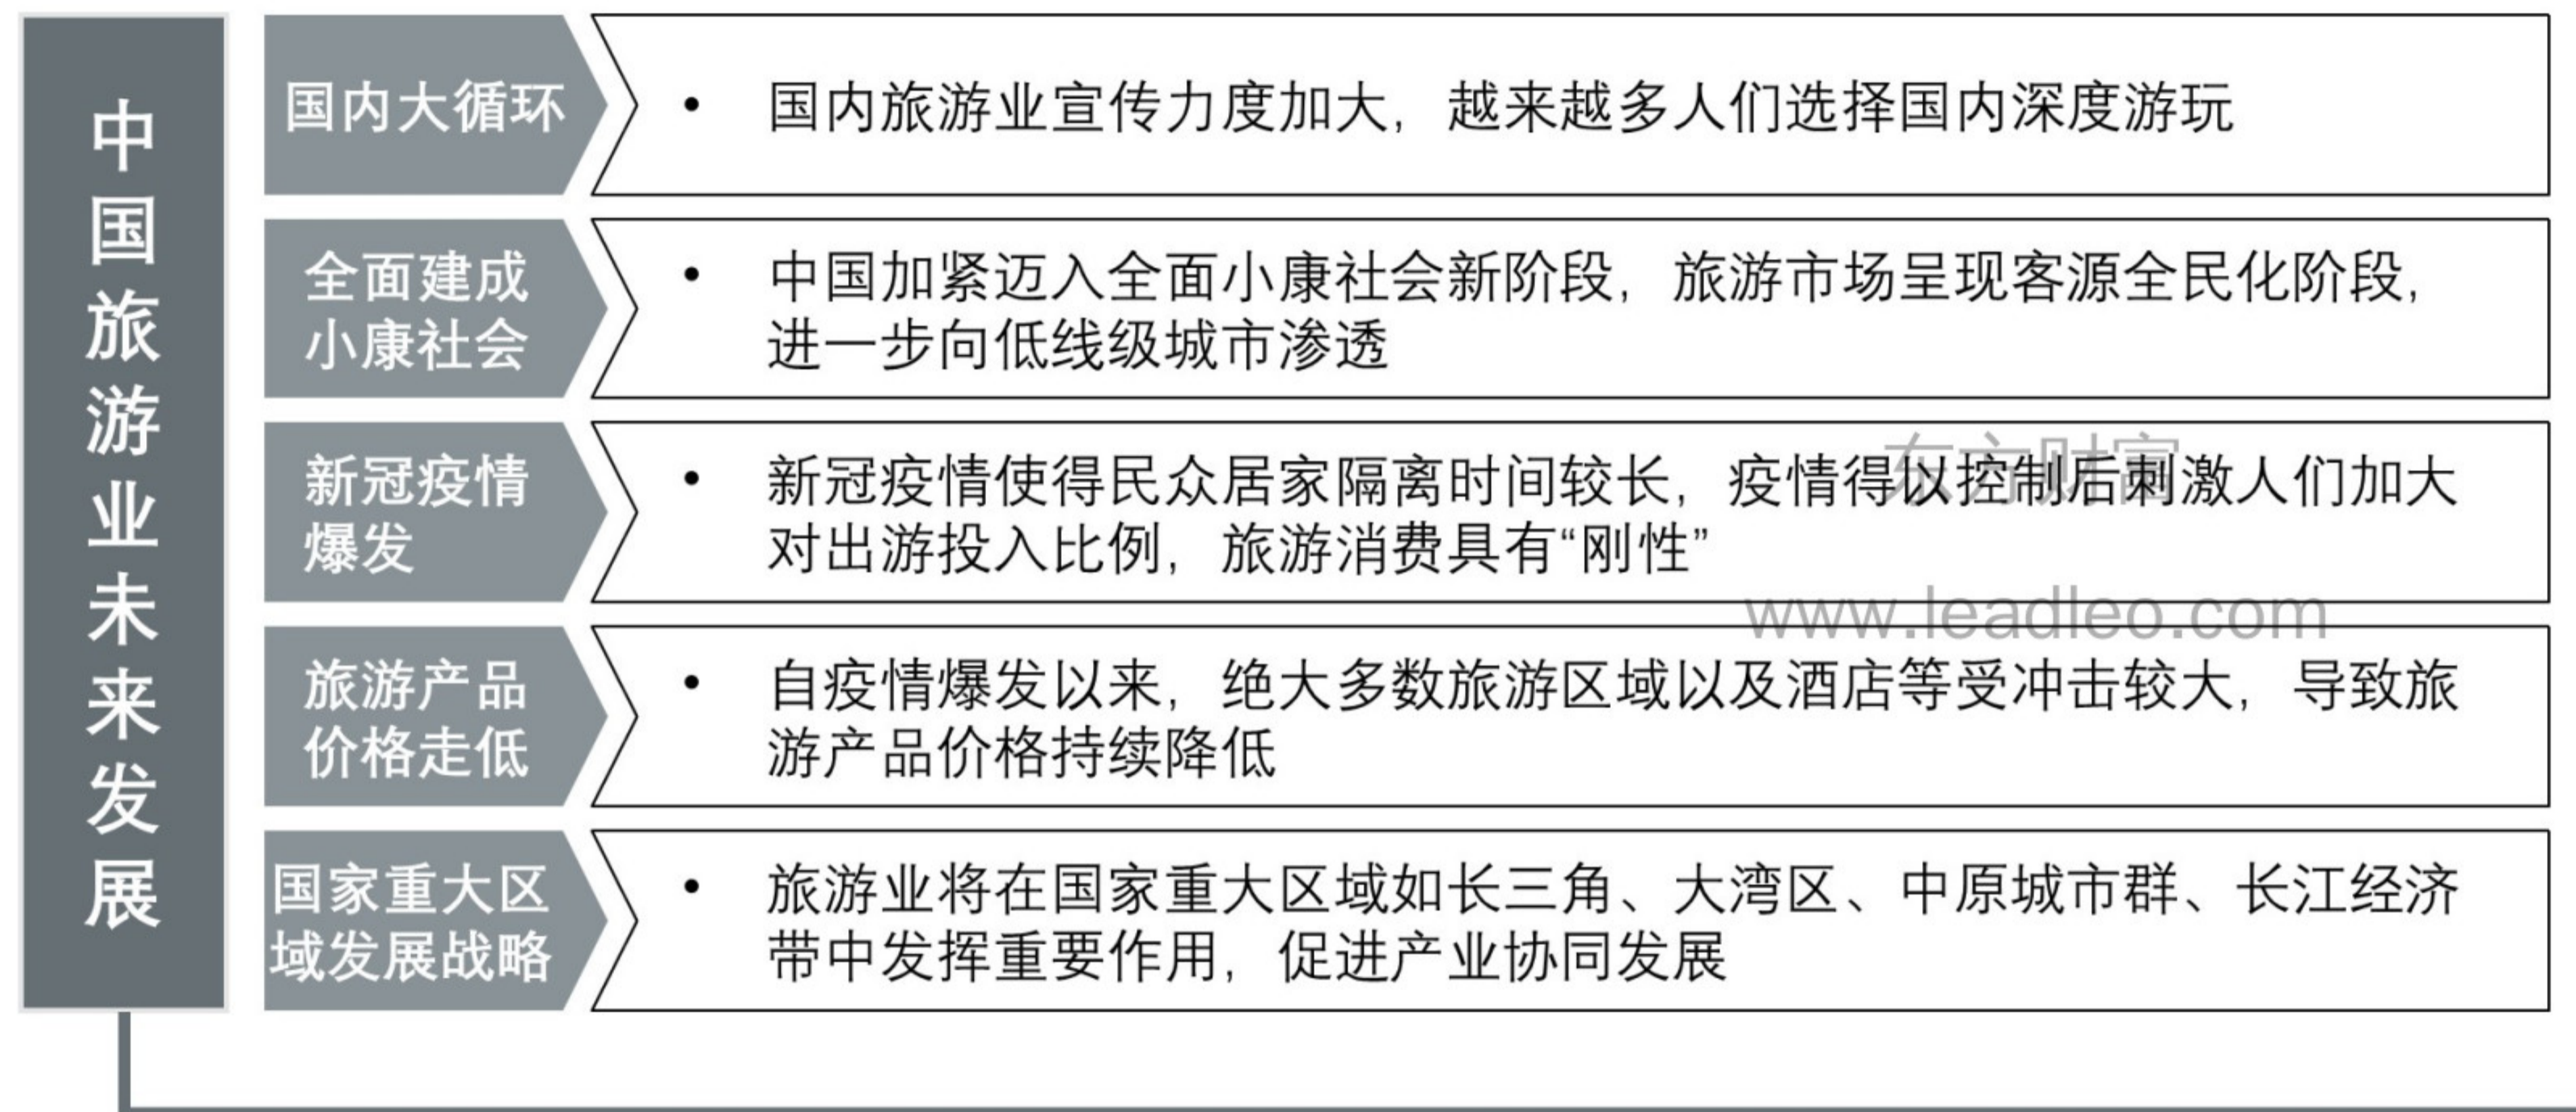 中国旅游业未来发展
国内大循环
• 国内旅游业宣传力度加大，越来越多人们选择国内深度游玩
全面建成
小康社会
• 中国加紧迈入全面小康社会新阶段，旅游市场呈现客源全民化阶段，
进一步向低线级城市渗透
新冠疫情
爆发
• 新冠疫情使得民众居家隔离时间较长，疫情得以控制后刺激人们加大
对出游投入比例，旅游消费具有“刚性”
东方财富
www.leadleo.com
旅游产品
价格走低
• 自疫情爆发以来，绝大多数旅游区域以及酒店等受冲击较大，导致旅
游产品价格持续降低
国家重大区
域发展战略
• 旅游业将在国家重大区域如长三角、大湾区、中原城市群、长江经济
带中发挥重要作用，促进产业协同发展